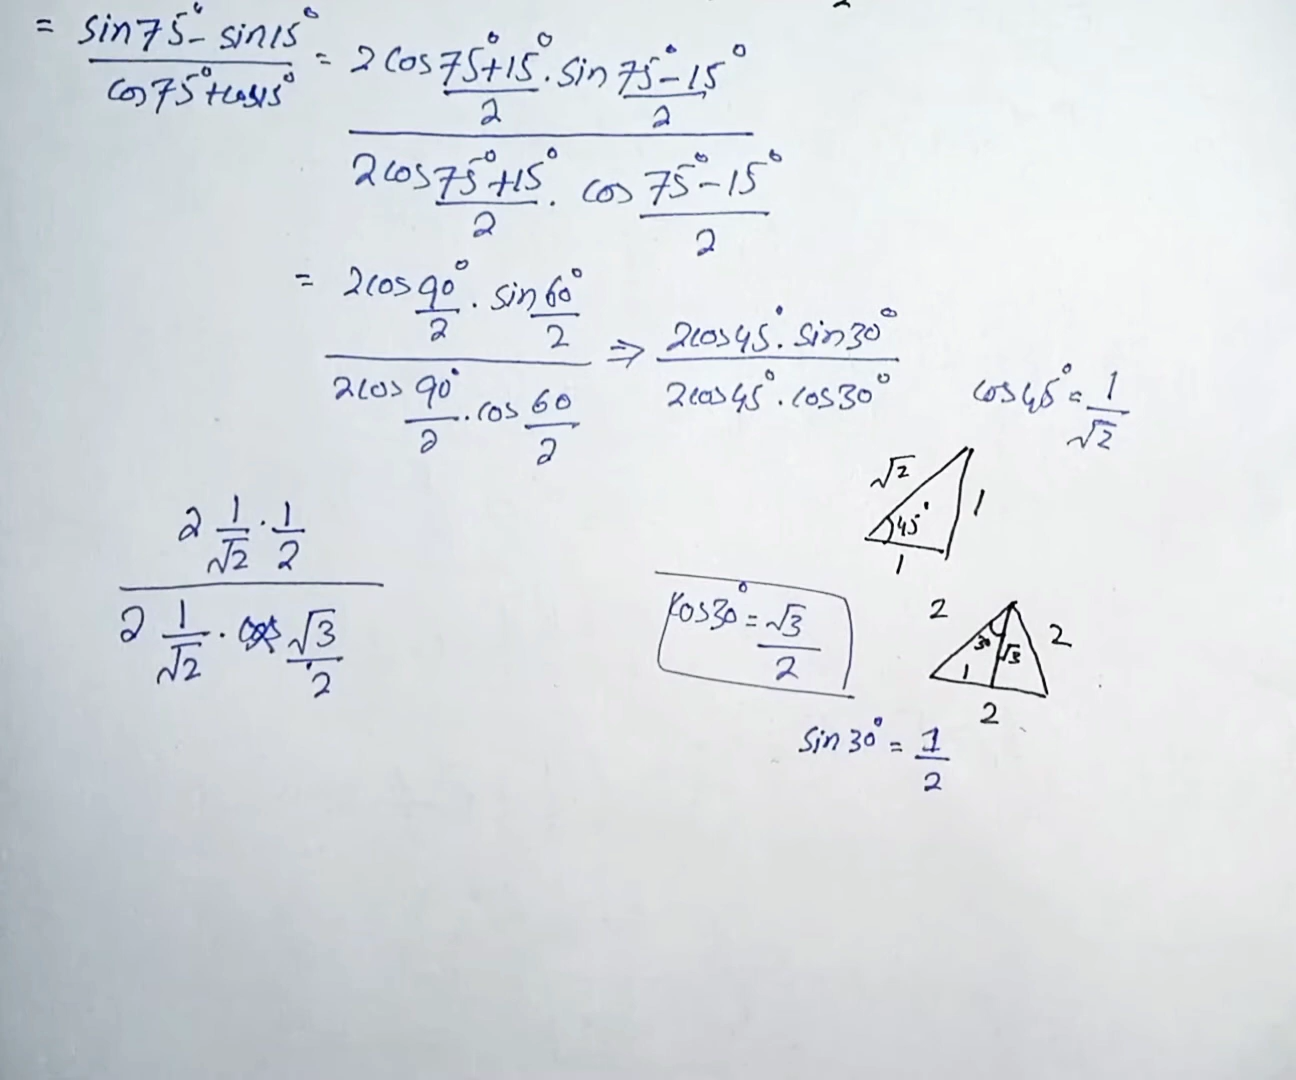 = sin75° - sin15° / cos75° + cos15° = 2cos 75°+15°/2 . sin 75°-15°/2
2cos 75°+15°/2 . cos 75°-15°/2
= 2cos 90°/2 . sin 60°/2
2cos 90°/2 . cos 60/2
⇒ 2cos45° . sin30° / 2cos45° . cos30°
cos45° = 1/√2
√2 45° 1 1
2 1/√2 . 1/2
2 1/√2 . √3/2
cos30° = √3/2
2 30 √3 1 2 2
sin30° = 1/2